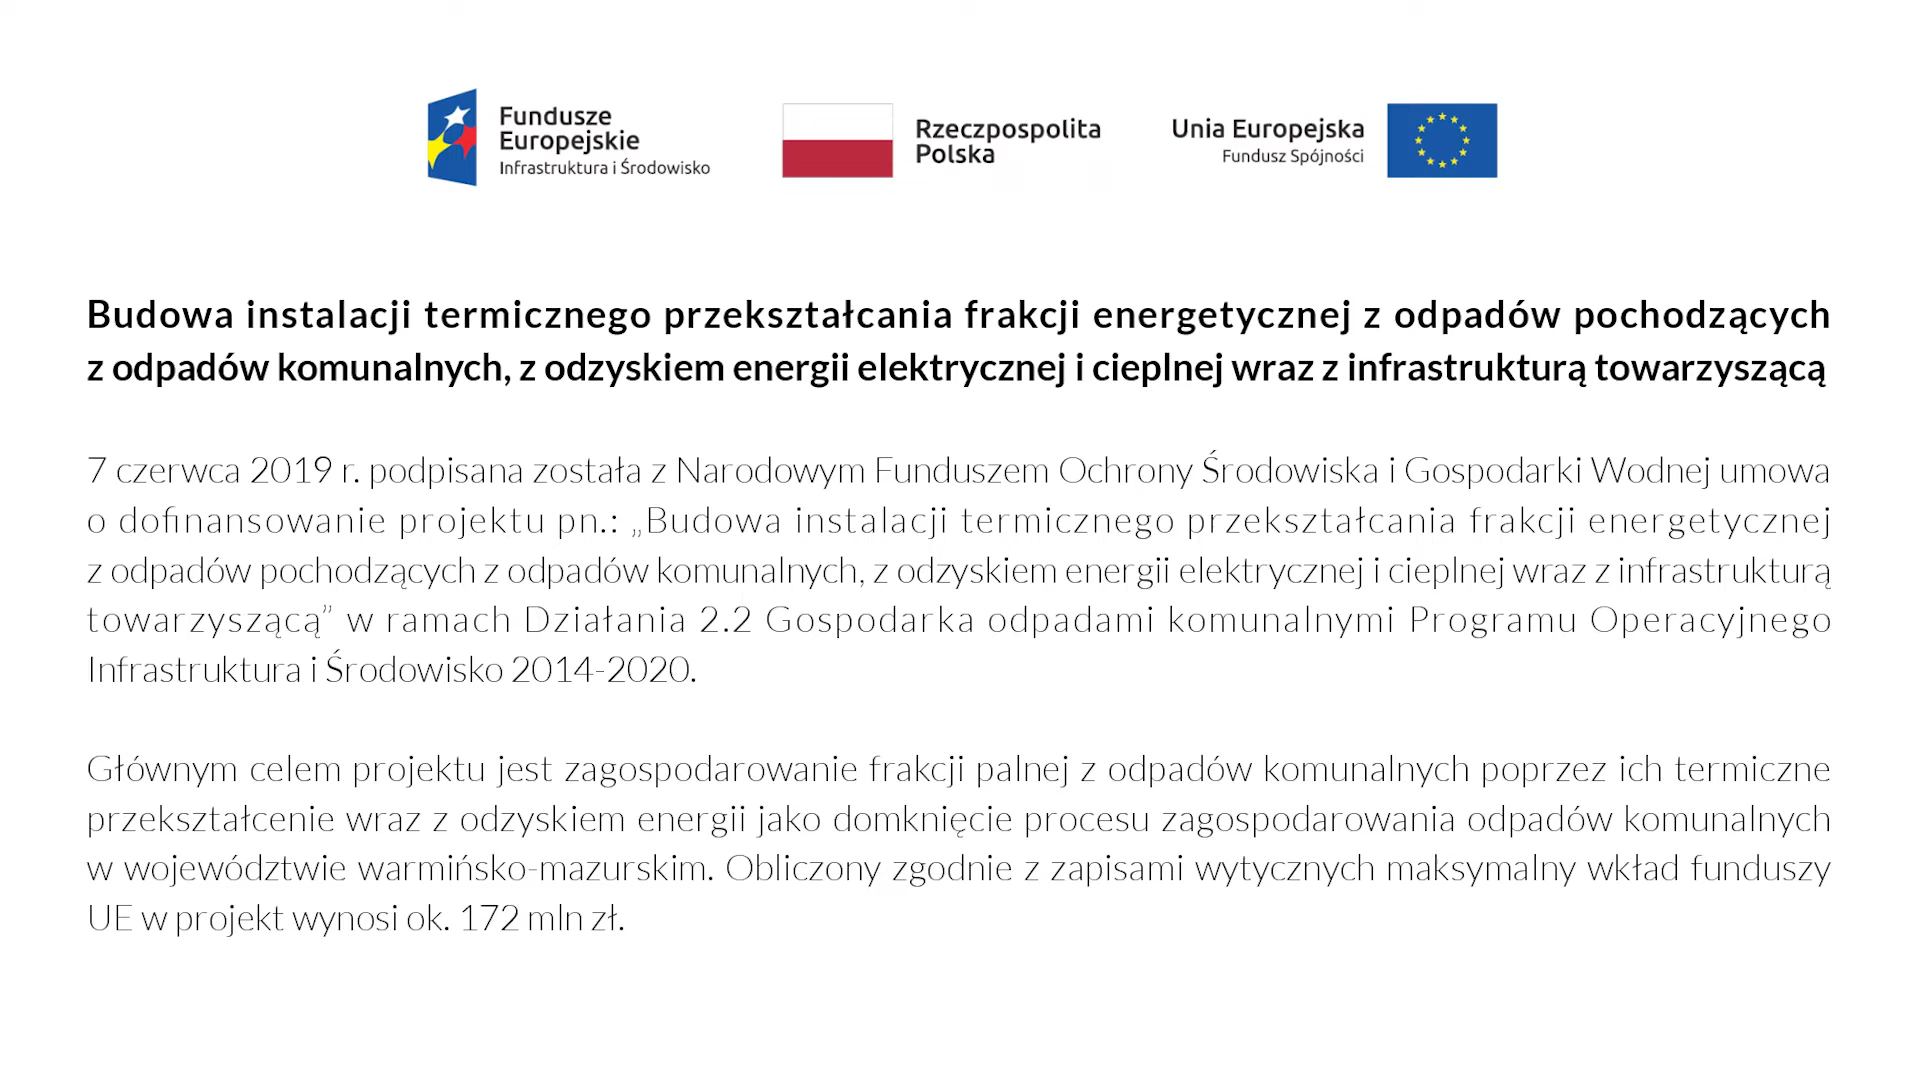 Fundusze
Europejskie
Infrastruktura i Środowisko
Rzeczpospolita
Polska
Unia Europejska
Fundusz Spójności
Budowa instalacji termicznego przekształcania frakcji energetycznej z odpadów pochodzących
z odpadów komunalnych, z odzyskiem energii elektrycznej i cieplnej wraz z infrastrukturą towarzyszącą
7 czerwca 2019 r. podpisana została z Narodowym Funduszem Ochrony Środowiska i Gospodarki Wodnej umowa
o dofinansowanie projektu pn.: „Budowa instalacji termicznego przekształcania frakcji energetycznej
z odpadów pochodzących z odpadów komunalnych, z odzyskiem energii elektrycznej i cieplnej wraz z infrastrukturą
towarzyszącą” w ramach Działania 2.2 Gospodarka odpadami komunalnymi Programu Operacyjnego
Infrastruktura i Środowisko 2014-2020.
Głównym celem projektu jest zagospodarowanie frakcji palnej z odpadów komunalnych poprzez ich termiczne
przekształcenie wraz z odzyskiem energii jako domknięcie procesu zagospodarowania odpadów komunalnych
w województwie warmińsko-mazurskim. Obliczony zgodnie z zapisami wytycznych maksymalny wkład funduszy
UE w projekt wynosi ok. 172 mln zł.